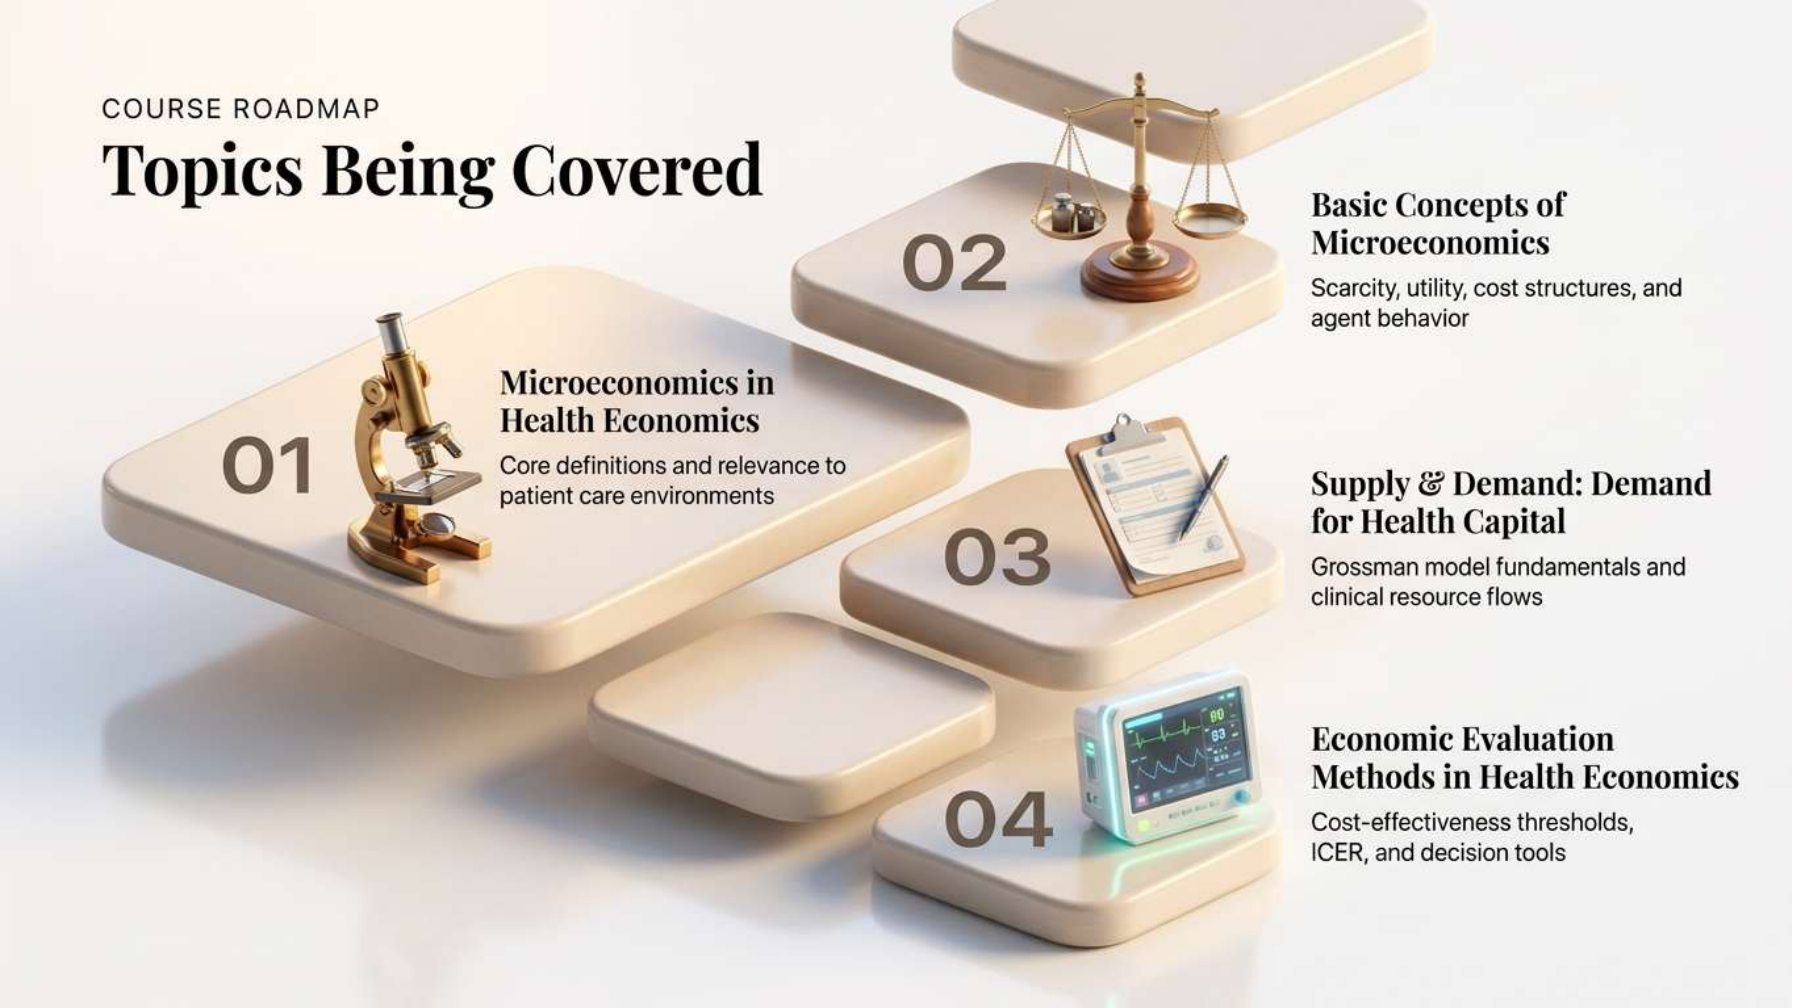 COURSE ROADMAP
Topics Being Covered
01
Microeconomics in
Health Economics
Core definitions and relevance to
patient care environments
02
Basic Concepts of
Microeconomics
Scarcity, utility, cost structures, and
agent behavior
03
Supply & Demand: Demand
for Health Capital
Grossman model fundamentals and
clinical resource flows
04
Economic Evaluation
Methods in Health Economics
Cost-effectiveness thresholds,
ICER, and decision tools